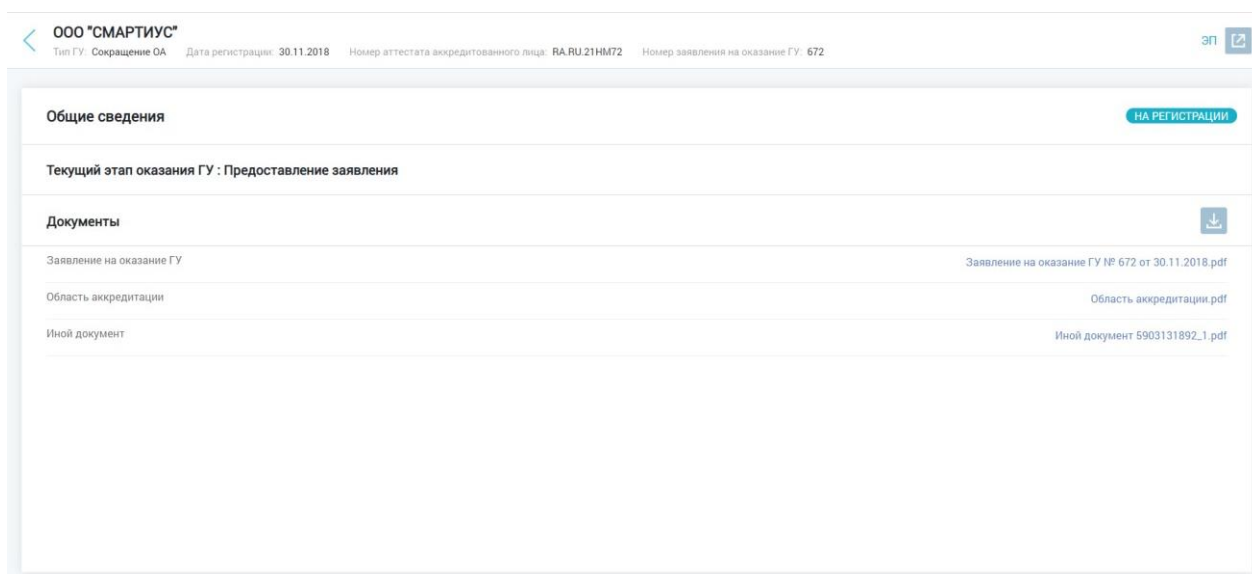 ООО "СМАРТИУС"
Тип ГУ: Сокращение ОА Дата регистрации: 30.11.2018 Номер аттестата аккредитованного лица: RA.RU.21НМ72 Номер заявления на оказание ГУ: 672
ЭП
Общие сведения
НА РЕГИСТРАЦИИ
Текущий этап оказания ГУ : Предоставление заявления
Документы
Заявление на оказание ГУ Заявление на оказание ГУ № 672 от 30.11.2018.pdf
Область аккредитации Область аккредитации.pdf
Иной документ Иной документ 5903131892_1.pdf